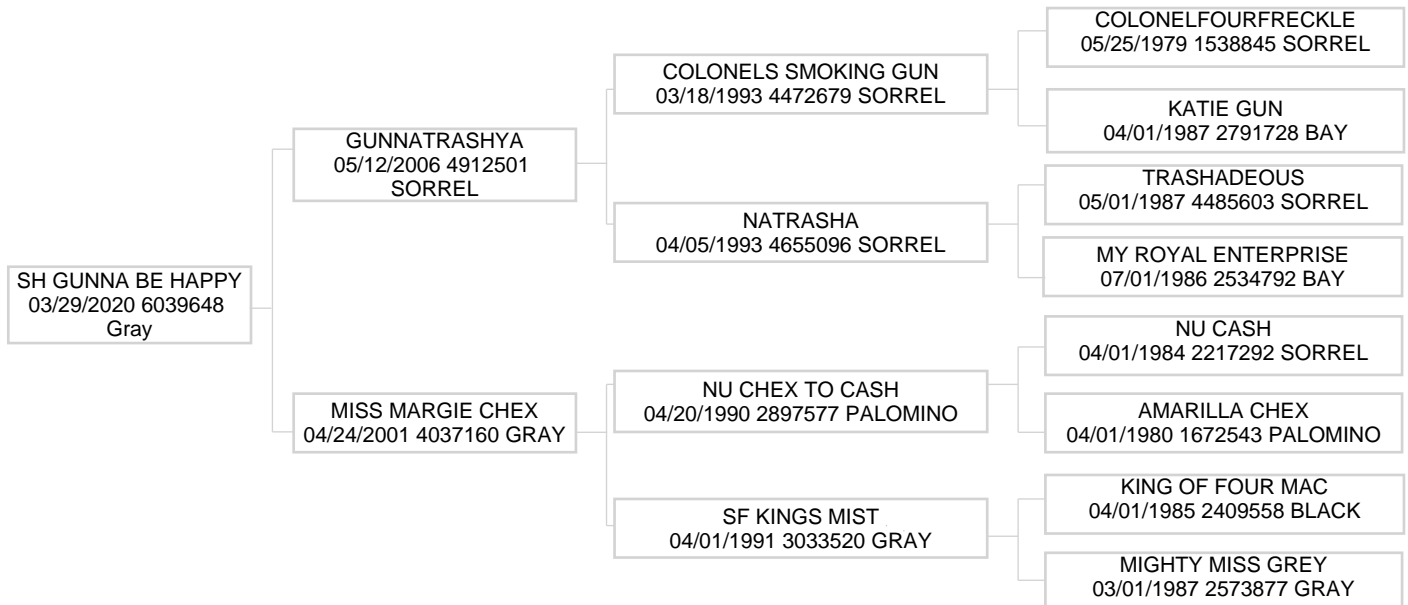 SH GUNNA BE HAPPY
03/29/2020 6039648
Gray
GUNNATRASHYA
05/12/2006 4912501
SORREL
MISS MARGIE CHEX
04/24/2001 4037160 GRAY
COLONELS SMOKING GUN
03/18/1993 4472679 SORREL
NATRASHA
04/05/1993 4655096 SORREL
NU CHEX TO CASH
04/20/1990 2897577 PALOMINO
SF KINGS MIST
04/01/1991 3033520 GRAY
COLONELFOURFRECKLE
05/25/1979 1538845 SORREL
KATIE GUN
04/01/1987 2791728 BAY
TRASHADEOUS
05/01/1987 4485603 SORREL
MY ROYAL ENTERPRISE
07/01/1986 2534792 BAY
NU CASH
04/01/1984 2217292 SORREL
AMARILLA CHEX
04/01/1980 1672543 PALOMINO
KING OF FOUR MAC
04/01/1985 2409558 BLACK
MIGHTY MISS GREY
03/01/1987 2573877 GRAY